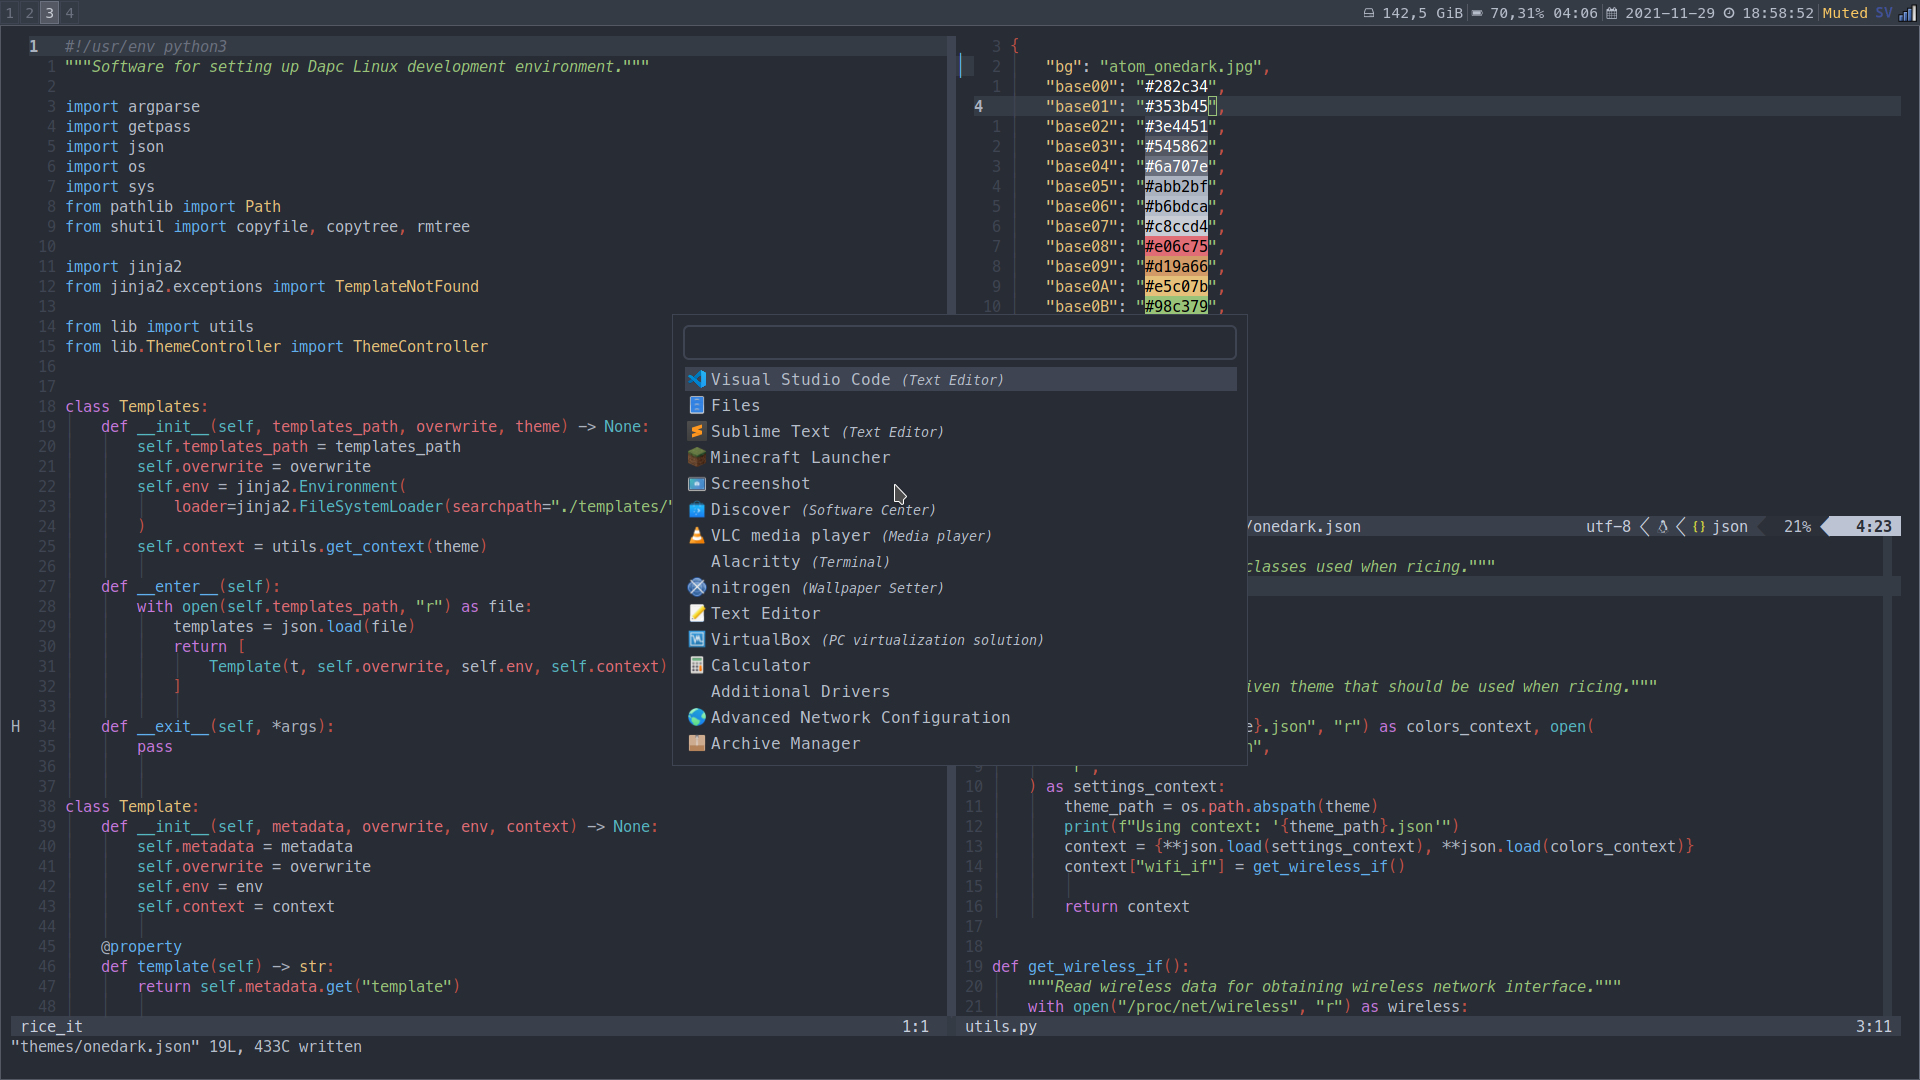 1 2 3 4
142,5 GiB 70,31% 04:06 2021-11-29 18:58:52 Muted SV
1 #!/usr/env python3
1 """Software for setting up Dapc Linux development environment."""
2
3 import argparse
4 import getpass
5 import json
6 import os
7 import sys
8 from pathlib import Path
9 from shutil import copyfile, copytree, rmtree
10
11 import jinja2
12 from jinja2.exceptions import TemplateNotFound
13
14 from lib import utils
15 from lib.ThemeController import ThemeController
16
17
18 class Templates:
19 def __init__(self, templates_path, overwrite, theme) -> None:
20 self.templates_path = templates_path
21 self.overwrite = overwrite
22 self.env = jinja2.Environment(
23 loader=jinja2.FileSystemLoader(searchpath="./templates/"
24 )
25 self.context = utils.get_context(theme)
26
27 def __enter__(self):
28 with open(self.templates_path, "r") as file:
29 templates = json.load(file)
30 return [
31 Template(t, self.overwrite, self.env, self.context)
32 ]
33
H 34 def __exit__(self, *args):
35 pass
36
37
38 class Template:
39 def __init__(self, metadata, overwrite, env, context) -> None:
40 self.metadata = metadata
41 self.overwrite = overwrite
42 self.env = env
43 self.context = context
44
45 @property
46 def template(self) -> str:
47 return self.metadata.get("template")
48
rice_it 1:1
"themes/onedark.json" 19L, 433C written
3 {
2 "bg": "atom_onedark.jpg",
1 "base00": "#282c34",
4 "base01": "#353b45",
1 "base02": "#3e4451",
2 "base03": "#545862",
3 "base04": "#6a707e",
4 "base05": "#abb2bf",
5 "base06": "#b6bdca",
6 "base07": "#c8ccd4",
7 "base08": "#e06c75",
8 "base09": "#d19a66",
9 "base0A": "#e5c07b",
10 "base0B": "#98c379",
Visual Studio Code (Text Editor)
Files
Sublime Text (Text Editor)
Minecraft Launcher
Screenshot
Discover (Software Center)
VLC media player (Media player)
Alacritty (Terminal)
nitrogen (Wallpaper Setter)
Text Editor
VirtualBox (PC virtualization solution)
Calculator
Additional Drivers
Advanced Network Configuration
Archive Manager
/onedark.json utf-8 {} json 21% 4:23
classes used when ricing."""
iven theme that should be used when ricing."""
}.json", "r") as colors_context, open(
",
9
10 ) as settings_context:
11 theme_path = os.path.abspath(theme)
12 print(f"Using context: '{theme_path}.json'")
13 context = {**json.load(settings_context), **json.load(colors_context)}
14 context["wifi_if"] = get_wireless_if()
15
16 return context
17
18
19 def get_wireless_if():
20 """Read wireless data for obtaining wireless network interface."""
21 with open("/proc/net/wireless", "r") as wireless:
utils.py 3:11